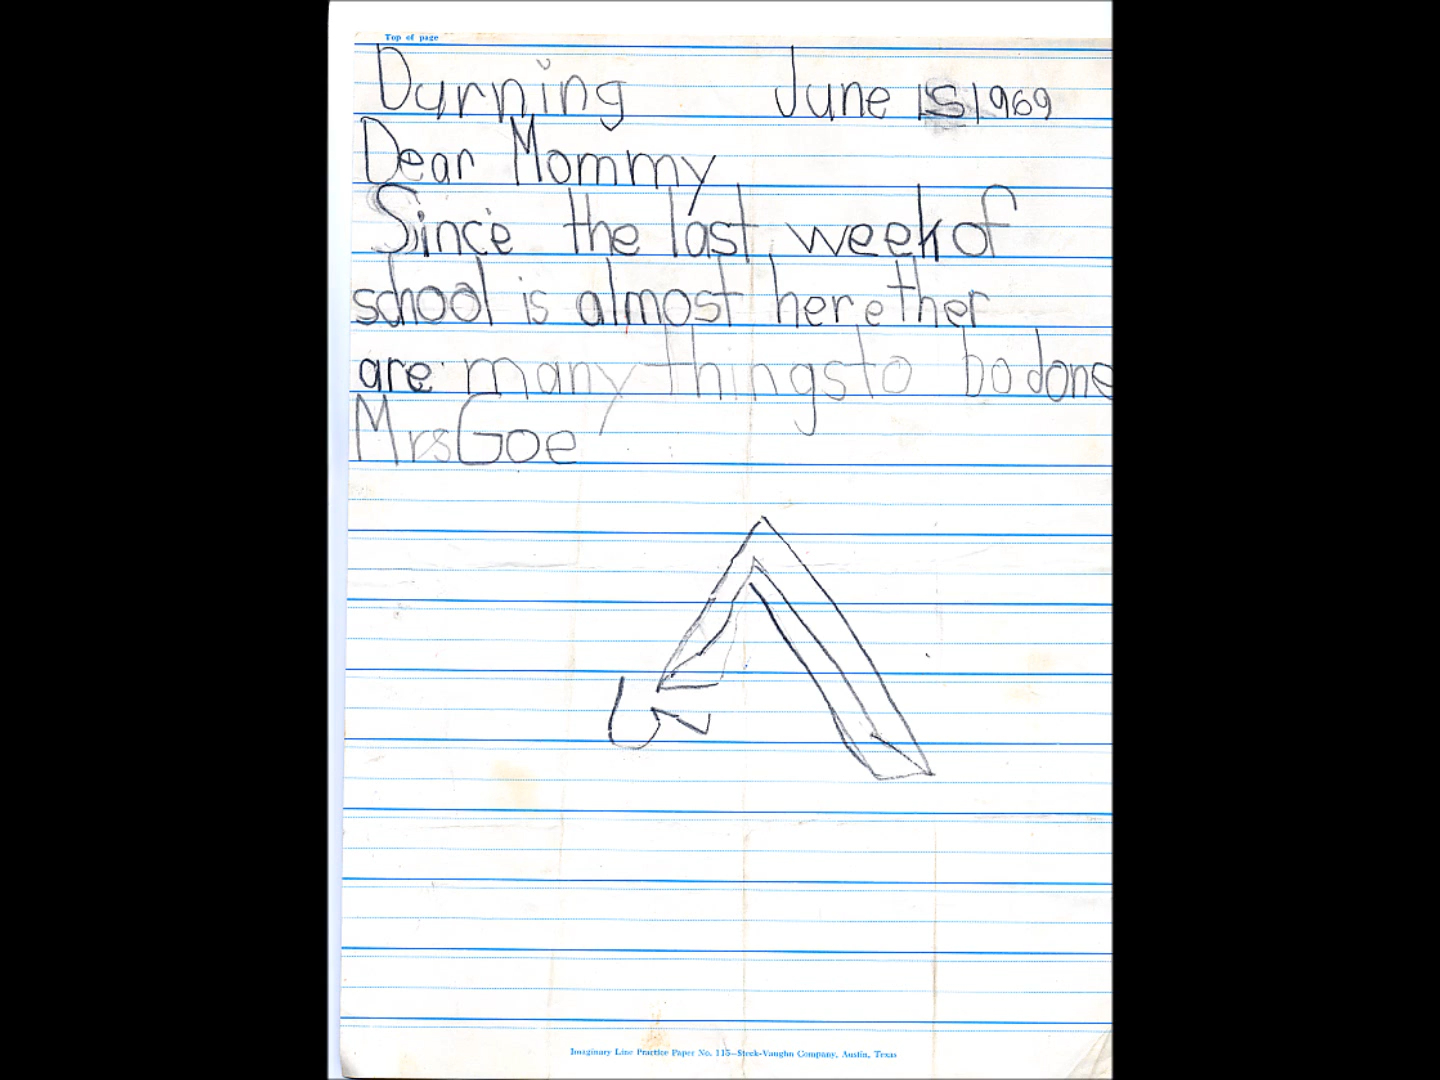 Top of page
Durning June 15 1969
Dear Mommy
Since the last week of
school is almost here ther
are many things to bo done
Mrs Goe
Imaginary Line Practice Paper No. 115—Steck-Vaughn Company, Austin, Texas